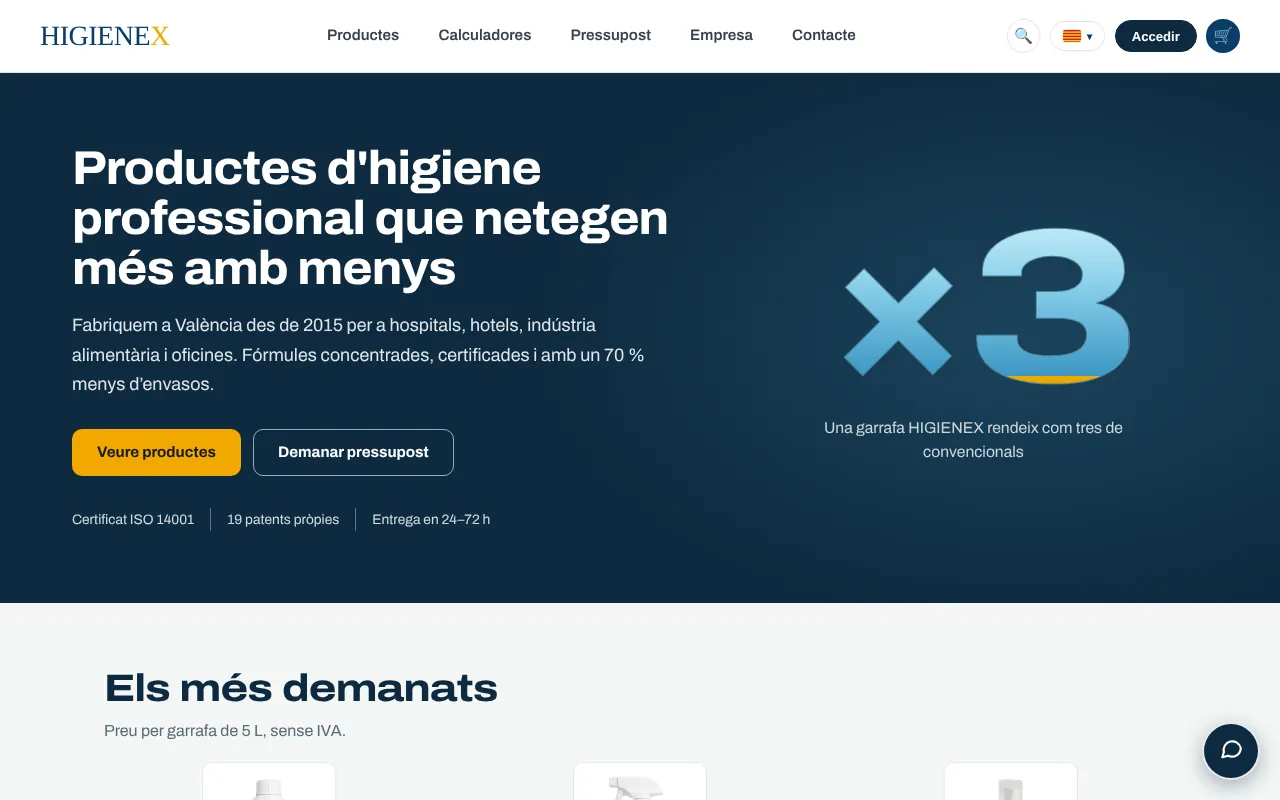 HIGIENEX
Productes
Calculadores
Pressupost
Empresa
Contacte
Accedir
Productes d'higiene
professional que netegen
més amb menys
Fabriquem a València des de 2015 per a hospitals, hotels, indústria
alimentària i oficines. Fórmules concentrades, certificades i amb un 70 %
menys d’envasos.
Veure productes
Demanar pressupost
Certificat ISO 14001
19 patents pròpies
Entrega en 24–72 h
×3
Una garrafa HIGIENEX rendeix com tres de
convencionals
Els més demanats
Preu per garrafa de 5 L, sense IVA.